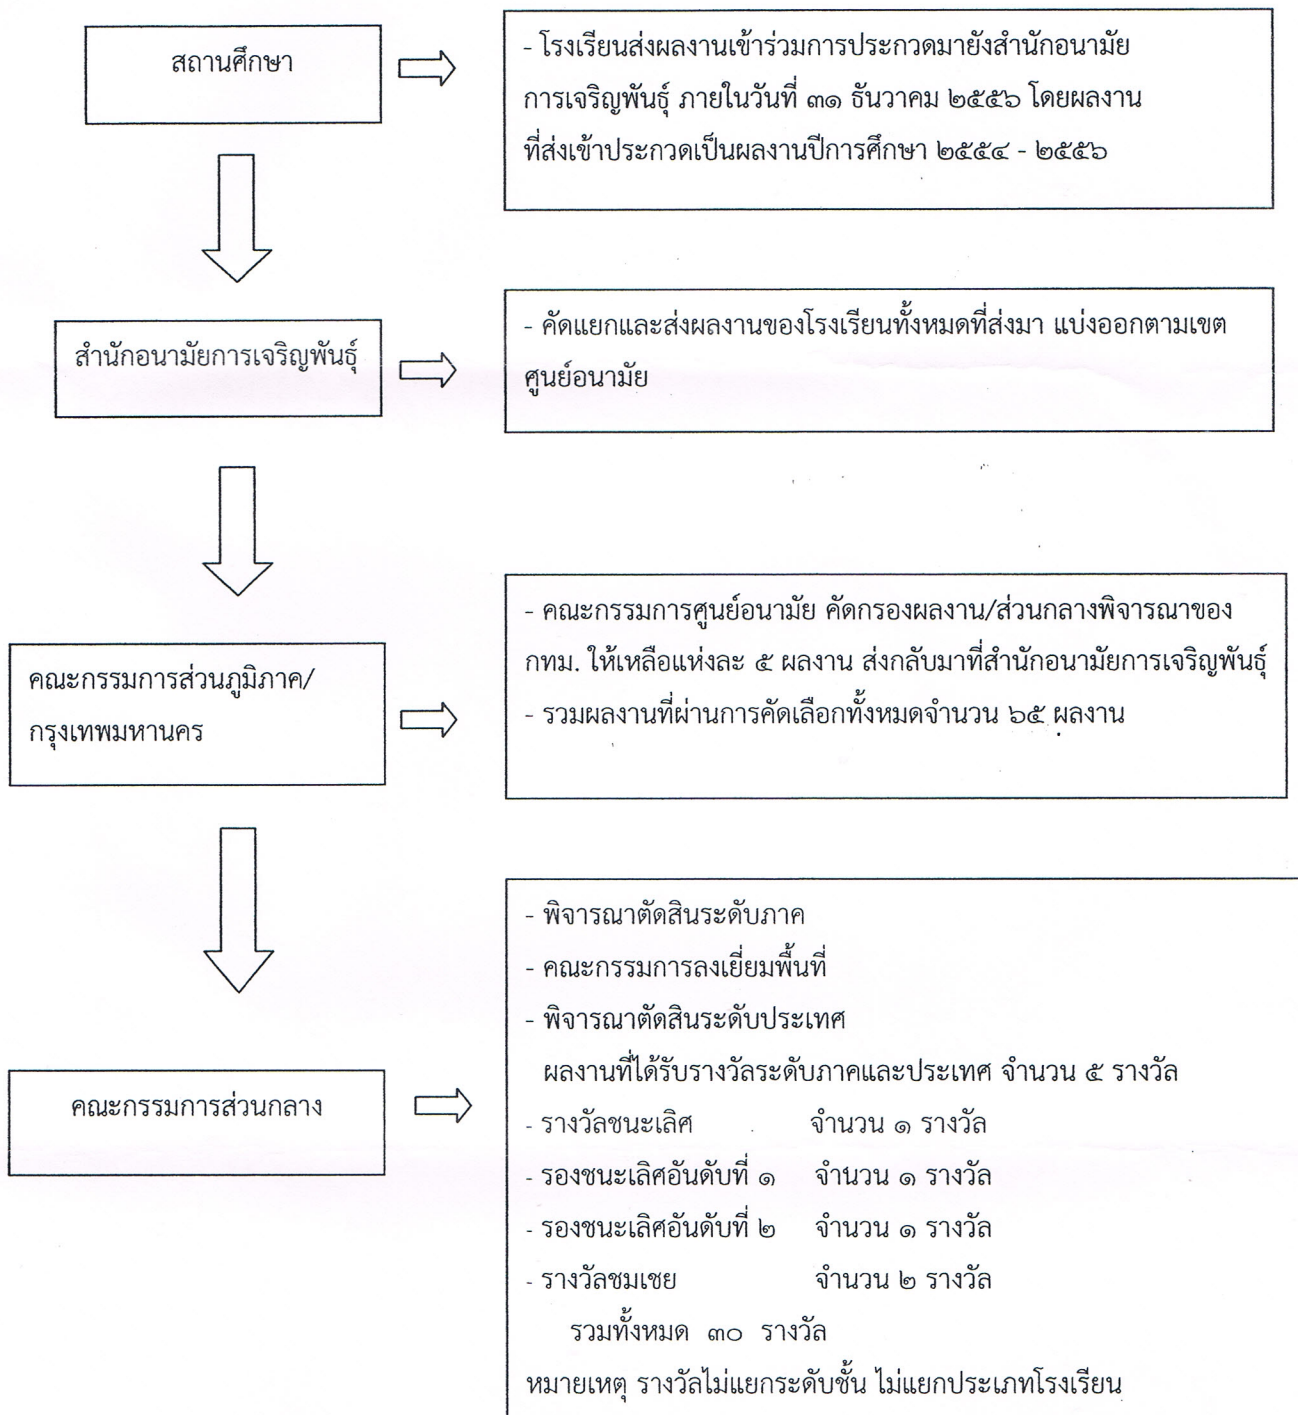 สถานศึกษา
- โรงเรียนส่งผลงานเข้าร่วมการประกวดมายังสำนักอนามัย
การเจริญพันธุ์ ภายในวันที่ ๓๑ ธันวาคม ๒๕๕๖ โดยผลงาน
ที่ส่งเข้าประกวดเป็นผลงานปีการศึกษา ๒๕๕๔ - ๒๕๕๖
สำนักอนามัยการเจริญพันธุ์
- คัดแยกและส่งผลงานของโรงเรียนทั้งหมดที่ส่งมา แบ่งออกตามเขต
ศูนย์อนามัย
คณะกรรมการส่วนภูมิภาค/
กรุงเทพมหานคร
- คณะกรรมการศูนย์อนามัย คัดกรองผลงาน/ส่วนกลางพิจารณาของ
กทม. ให้เหลือแห่งละ ๕ ผลงาน ส่งกลับมาที่สำนักอนามัยการเจริญพันธุ์
- รวมผลงานที่ผ่านการคัดเลือกทั้งหมดจำนวน ๖๕ ผลงาน
คณะกรรมการส่วนกลาง
- พิจารณาตัดสินระดับภาค
- คณะกรรมการลงเยี่ยมพื้นที่
- พิจารณาตัดสินระดับประเทศ
ผลงานที่ได้รับรางวัลระดับภาคและประเทศ จำนวน ๕ รางวัล
- รางวัลชนะเลิศ จำนวน ๑ รางวัล
- รองชนะเลิศอันดับที่ ๑ จำนวน ๑ รางวัล
- รองชนะเลิศอันดับที่ ๒ จำนวน ๑ รางวัล
- รางวัลชมเชย จำนวน ๒ รางวัล
รวมทั้งหมด ๓๐ รางวัล
หมายเหตุ รางวัลไม่แยกระดับชั้น ไม่แยกประเภทโรงเรียน